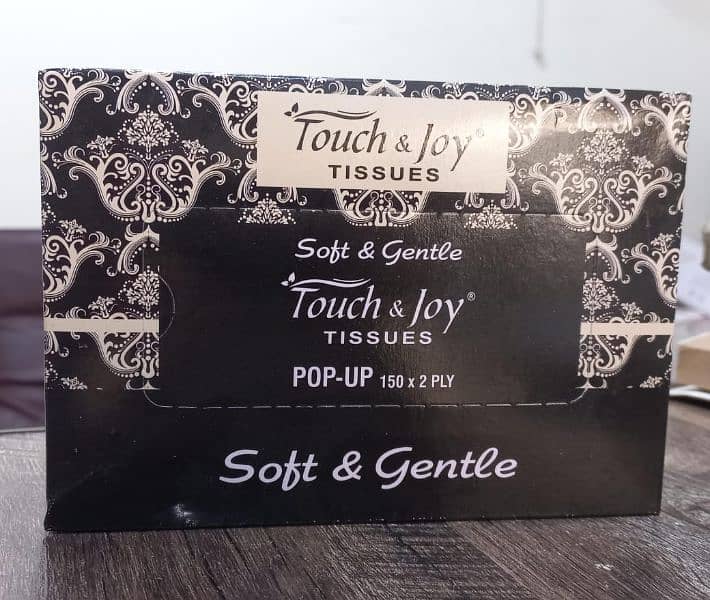 Touch & Joy®
TISSUES
Soft & Gentle
Touch & Joy®
TISSUES
POP-UP 150 x 2 PLY
Soft & Gentle